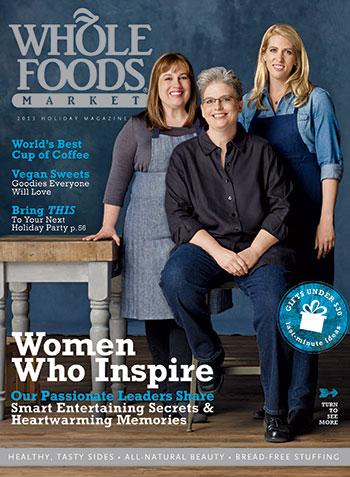 WHOLE
FOODS
MARKET
2013 HOLIDAY MAGAZINE
World's Best
Cup of Coffee
Vegan Sweets
Goodies Everyone
Will Love
Bring THIS
To Your Next
Holiday Party p.56
GIFTS UNDER $30
last-minute ideas
Women
Who Inspire
Our Passionate Leaders Share
Smart Entertaining Secrets &
Heartwarming Memories
TURN
TO
SEE
MORE
HEALTHY, TASTY SIDES • ALL-NATURAL BEAUTY • BREAD-FREE STUFFING